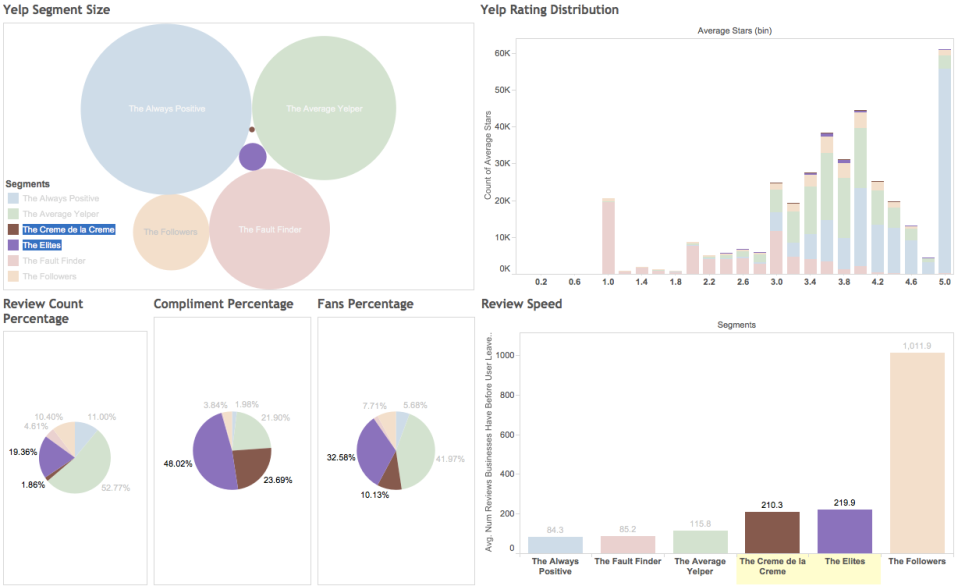 Yelp Segment Size
The Always Positive
The Average Yelper
The Followers
The Fault Finder
Segments
The Always Positive
The Average Yelper
The Creme de la Creme
The Elites
The Fault Finder
The Followers
Yelp Rating Distribution
Average Stars (bin)
Count of Average Stars
60K
50K
40K
30K
20K
10K
0K
0.2 0.6 1.0 1.4 1.8 2.2 2.6 3.0 3.4 3.8 4.2 4.6 5.0
Review Count
Percentage
10.40%
11.00%
4.61%
19.36%
1.86%
52.77%
Compliment Percentage
3.84%
1.98%
21.90%
48.02%
23.69%
Fans Percentage
7.71%
5.68%
41.97%
32.58%
10.13%
Review Speed
Segments
Avg. Num Reviews Businesses Have Before User Leave..
1000
800
600
400
200
0
84.3
85.2
115.8
210.3
219.9
1,011.9
The Always
Positive
The Fault Finder
The Average
Yelper
The Creme de la
Creme
The Elites
The Followers